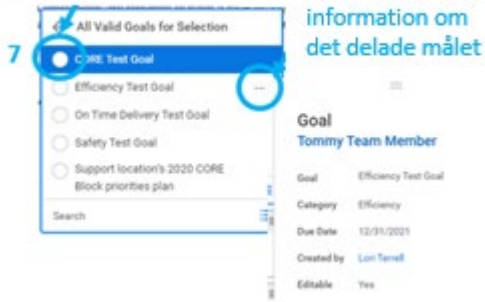 information om
det delade målet
7
All Valid Goals for Selection
CORE Test Goal
Efficiency Test Goal
On Time Delivery Test Goal
Safety Test Goal
Support location's 2020 CORE
Block priorities plan
Search
Goal
Tommy Team Member
Goal Efficiency Test Goal
Category Efficiency
Due Date 12/31/2021
Created by Lori Terrell
Editable Yes